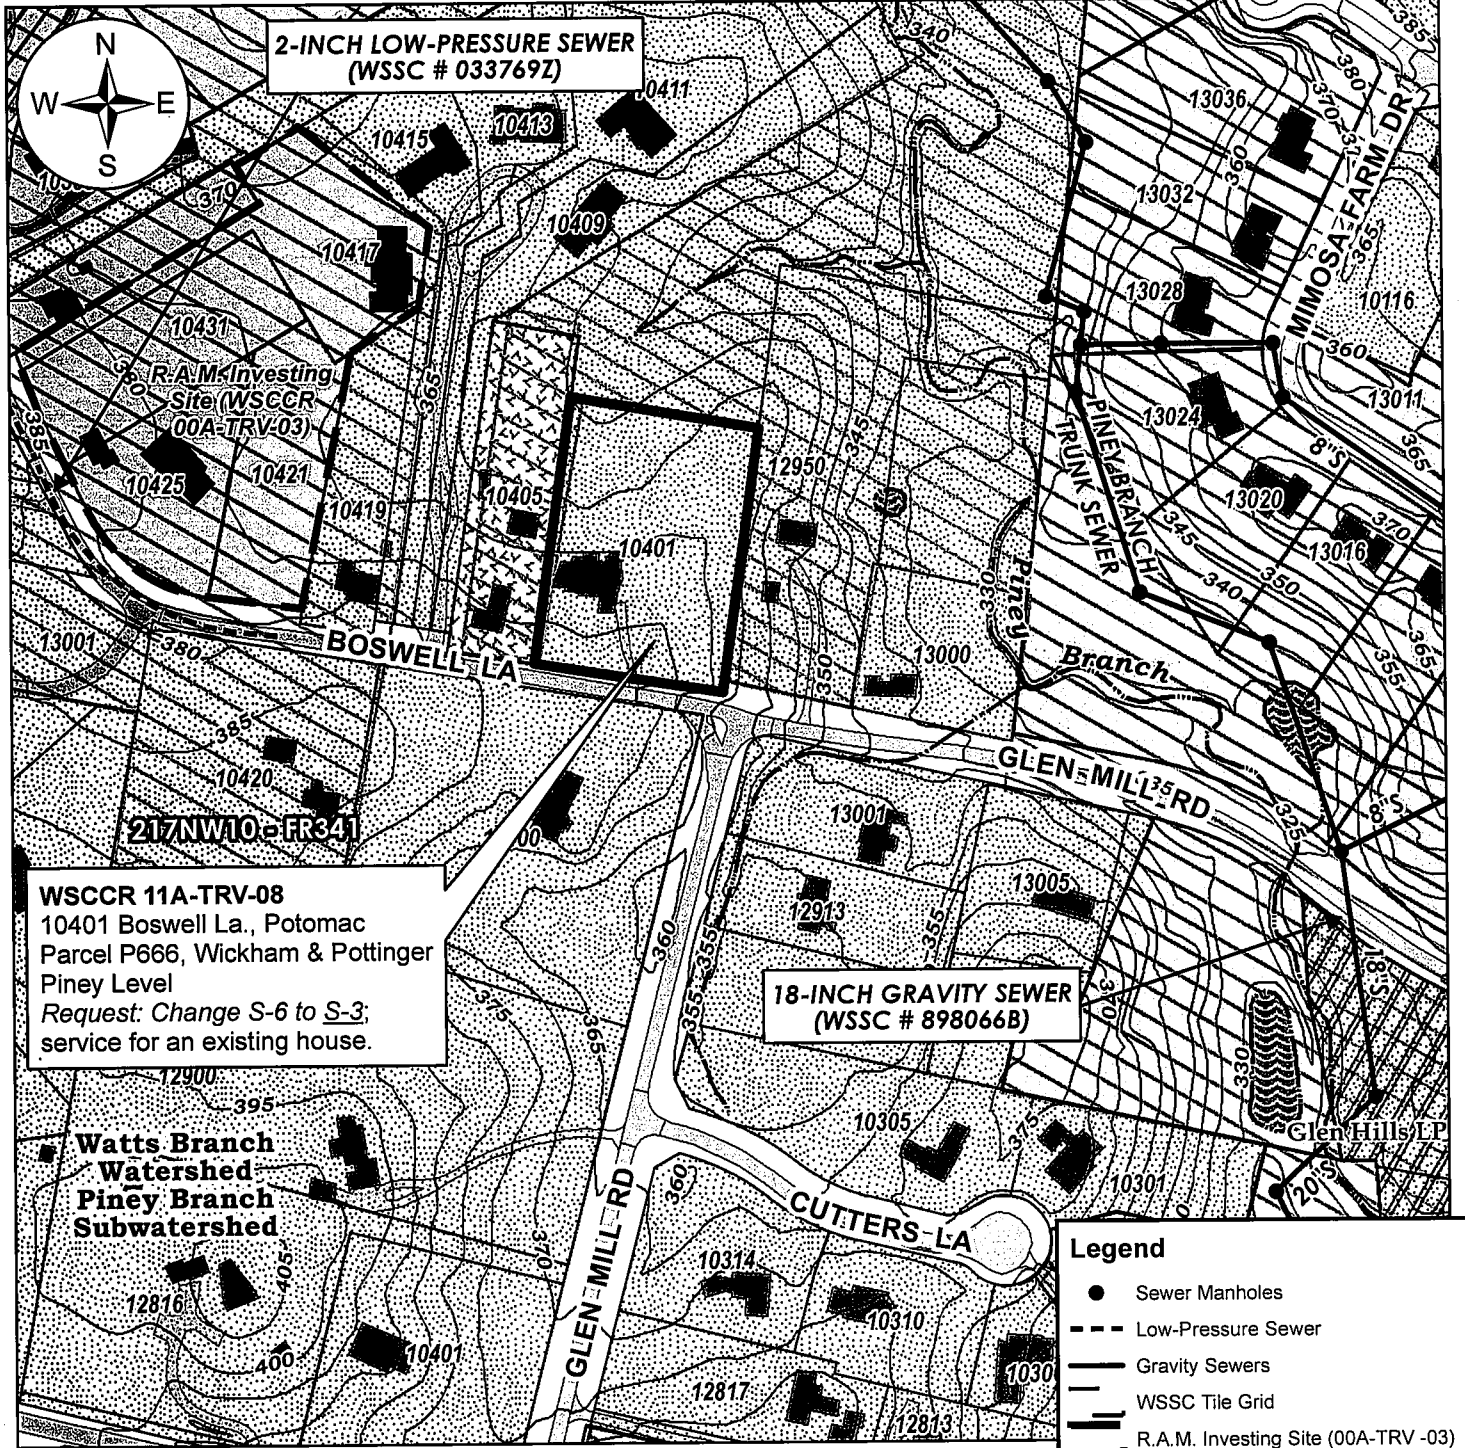 N
W
E
S
2-INCH LOW-PRESSURE SEWER
(WSSC # 033769Z)
10411
10413
10415
10409
10417
370
340
385
380
370
13036
360
13032
MIMOSA FARM DR
365
13028
10116
360
13011
13024
365
8"S
13020
370
13016
10431
380
R.A.M. Investing
Site (WSCCR
00A-TRV-03)
385
10425
10421
10419
365
10405
10401
12950
345
TRUNK SEWER
PINEY BRANCH
345
340
350
355
365
330
Piney
Branch
13000
350
13001
380
BOSWELL LA
385
10420
217NW10 - FR341
00
GLEN MILL RD
335
325
8"S
13001
13005
12913
355
360
355
355
370
18"S
330
WSCCR 11A-TRV-08
10401 Boswell La., Potomac
Parcel P666, Wickham & Pottinger
Piney Level
Request: Change S-6 to S-3;
service for an existing house.
375
365
18-INCH GRAVITY SEWER
(WSSC # 898066B)
12900
395
Watts Branch
Watershed
Piney Branch
Subwatershed
10305
375
10301
Glen Hills LP
20"S
360
CUTTERS LA
370
GLEN MILL RD
10314
10310
12816
405
400
10401
12817
12813
Legend
Sewer Manholes
Low-Pressure Sewer
Gravity Sewers
WSSC Tile Grid
R.A.M. Investing Site (00A-TRV -03)